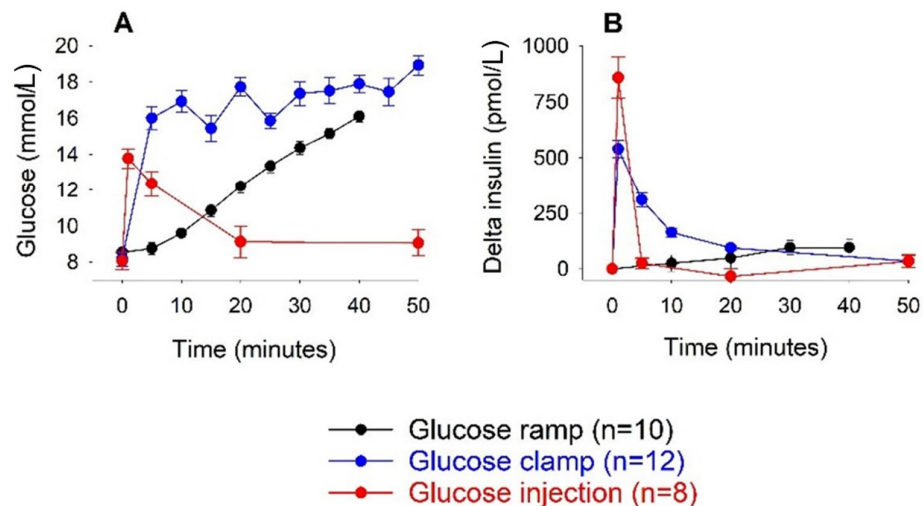 A
Glucose (mmol/L)
20
18
16
14
12
10
8
0 10 20 30 40 50
Time (minutes)
B
Delta insulin (pmol/L)
1000
750
500
250
0
0 10 20 30 40 50
Time (minutes)
Glucose ramp (n=10)
Glucose clamp (n=12)
Glucose injection (n=8)